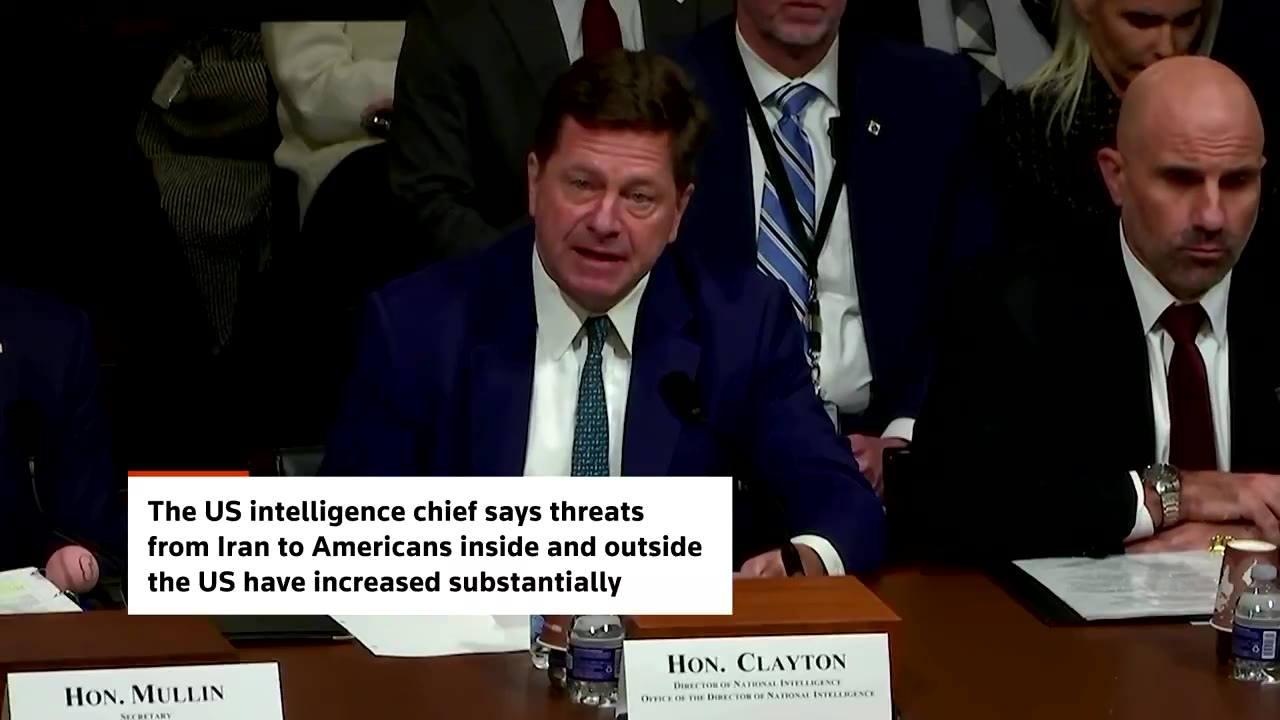 The US intelligence chief says threats
from Iran to Americans inside and outside
the US have increased substantially
HON. MULLIN
SECRETARY
HON. CLAYTON
DIRECTOR OF NATIONAL INTELLIGENCE
OFFICE OF THE DIRECTOR OF NATIONAL INTELLIGENCE